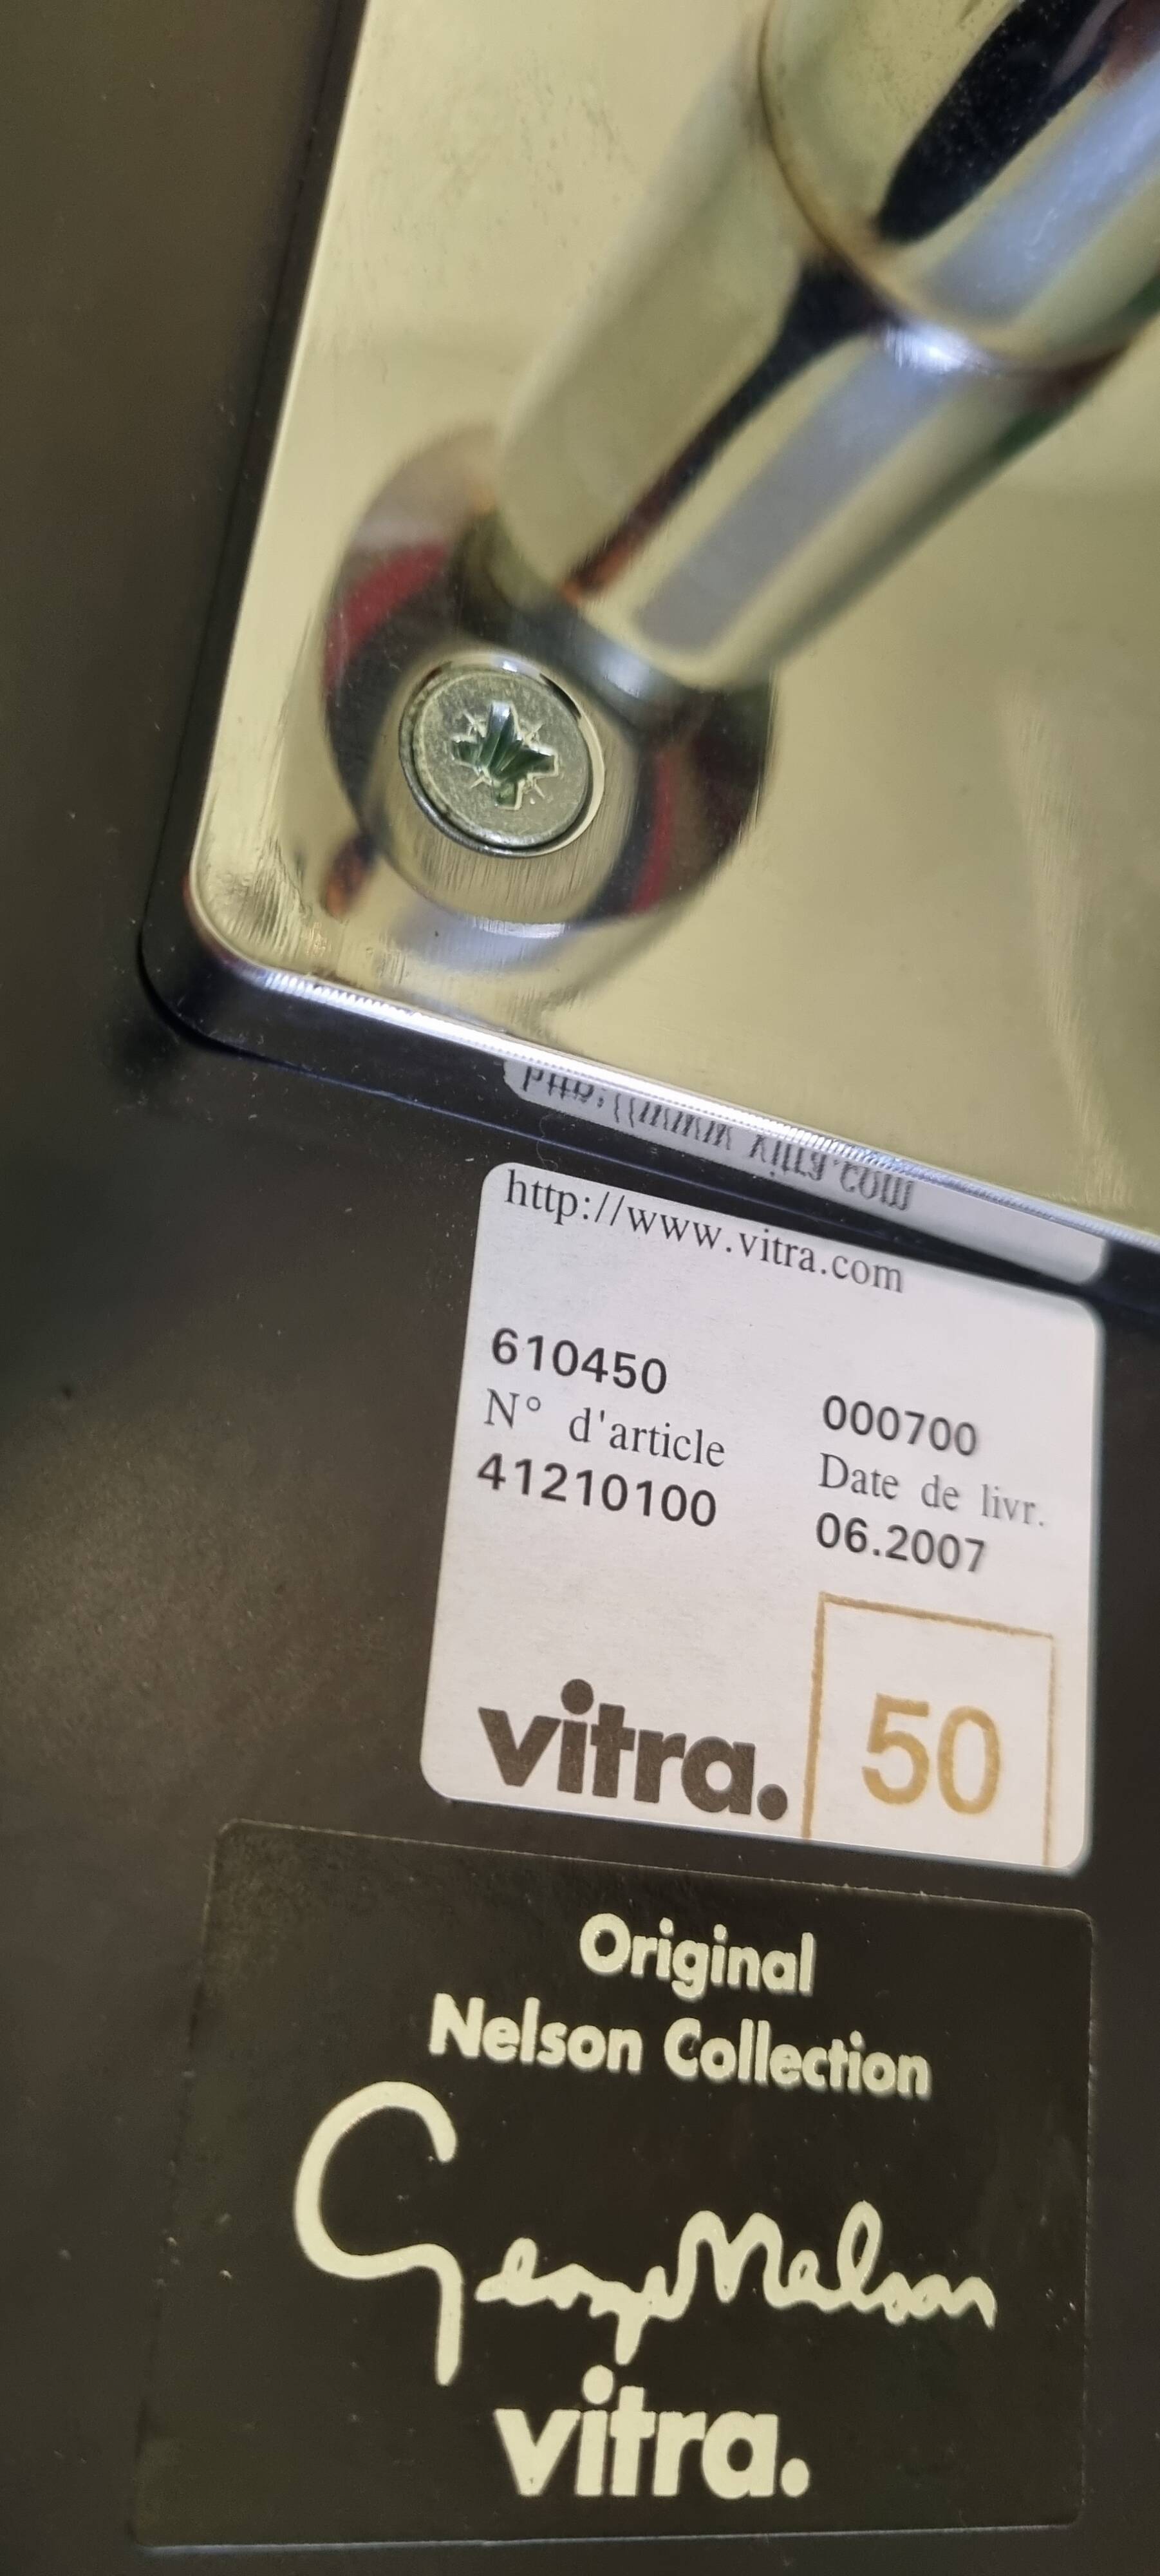 http://www.vitra.com
610450 000700
N° d'article Date de livr.
41210100 06.2007
vitra. 50
Original
Nelson Collection
George Nelson
vitra.